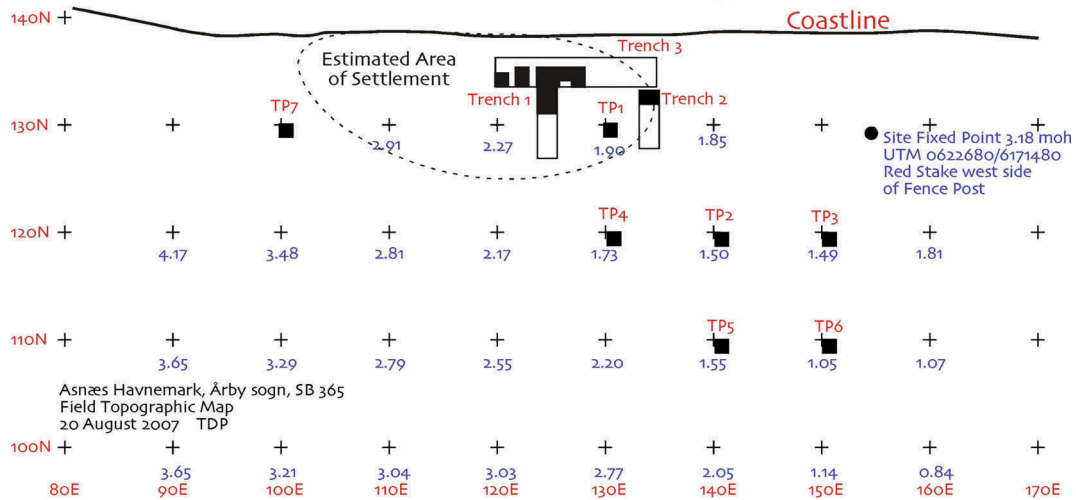 140N
Coastline
Trench 3
Estimated Area
of Settlement
TP7
Trench 1
TP1
Trench 2
130N
2.91
2.27
1.90
1.85
Site Fixed Point 3.18 moh
UTM 0622680/6171480
Red Stake west side
of Fence Post
TP4
TP2
TP3
120N
4.17
3.48
2.81
2.17
1.73
1.50
1.49
1.81
TP5
TP6
110N
3.65
3.29
2.79
2.55
2.20
1.55
1.05
1.07
Asnæs Havnemark, Årby sogn, SB 365
Field Topographic Map
20 August 2007 TDP
100N
3.65
3.21
3.04
3.03
2.77
2.05
1.14
0.84
80E
90E
100E
110E
120E
130E
140E
150E
160E
170E